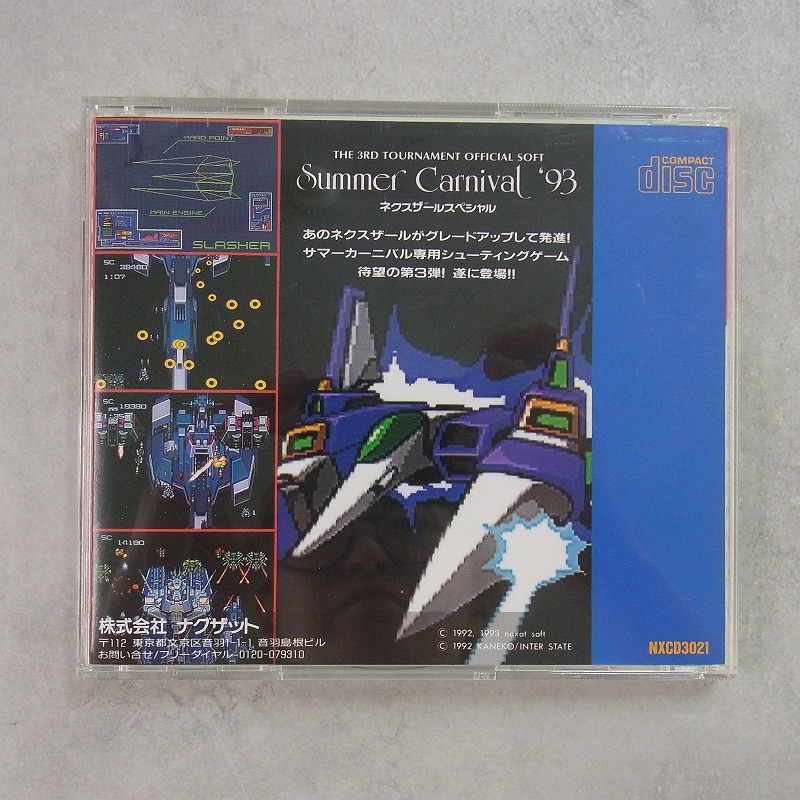 HARD POINT
MAIN ENGINE
SLASHER
SC 39480
1:07
SC 19380
1
SC 14180
THE 3RD TOURNAMENT OFFICIAL SOFT
Summer Carnival '93
ネクスザールスペシャル
あのネクスザールがグレードアップして発進!
サマーカーニバル専用シューティングゲーム
待望の第3弾! 遂に登場!!
COMPACT
disc
株式会社 ナグザット
〒112 東京都文京区音羽1-1-1 音羽島根ビル
お問い合せ/フリーダイヤル 0120-079310
© 1992, 1993 naxat soft
© 1992 KANEKO/INTER STATE
NXCD3021